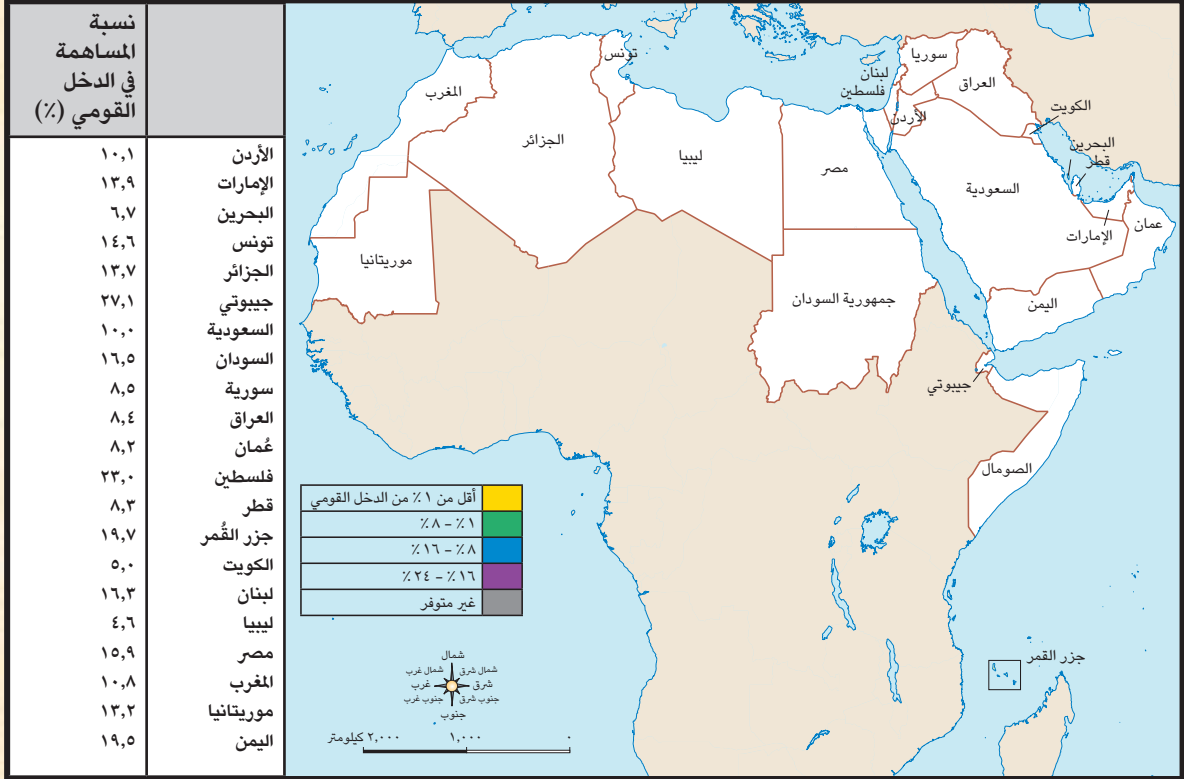 نسبة
المساهمة
في الدخل
القومي (٪)
الأردن ١٠,١
الإمارات ١٣,٩
البحرين ٦,٧
تونس ١٤,٦
الجزائر ١٣,٧
جيبوتي ٢٧,١
السعودية ١٠,٠
السودان ١٦,٥
سورية ٨,٥
العراق ٨,٤
عُمان ٨,٢
فلسطين ٢٣,٠
قطر ٨,٣
جزر القُمر ١٩,٧
الكويت ٥,٠
لبنان ١٦,٣
ليبيا ٤,٦
مصر ١٥,٩
المغرب ١٠,٨
موريتانيا ١٣,٢
اليمن ١٩,٥
سوريا
تونس
لبنان
فلسطين
العراق
المغرب
الكويت
الأردن
الجزائر
البحرين
قطر
ليبيا
مصر
السعودية
عمان
الإمارات
موريتانيا
جمهورية السودان
اليمن
جيبوتي
الصومال
أقل من ١ ٪ من الدخل القومي
١٪ – ٨٪
٨٪ – ١٦٪
١٦٪ – ٢٤٪
غير متوفر
جزر القمر
شمال
شمال شرق شمال غرب
شرق غرب
جنوب شرق جنوب غرب
جنوب
٠ ١,٠٠٠ ٢,٠٠٠ كيلومتر